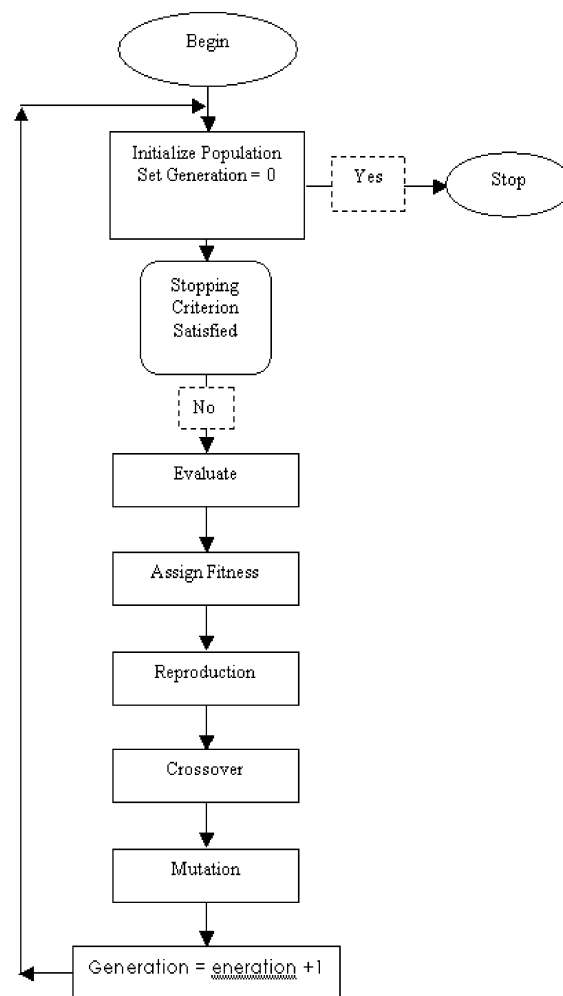 Begin
Initialize Population
Set Generation = 0
Yes
Stop
Stopping
Criterion
Satisfied
No
Evaluate
Assign Fitness
Reproduction
Crossover
Mutation
Generation = eneration +1